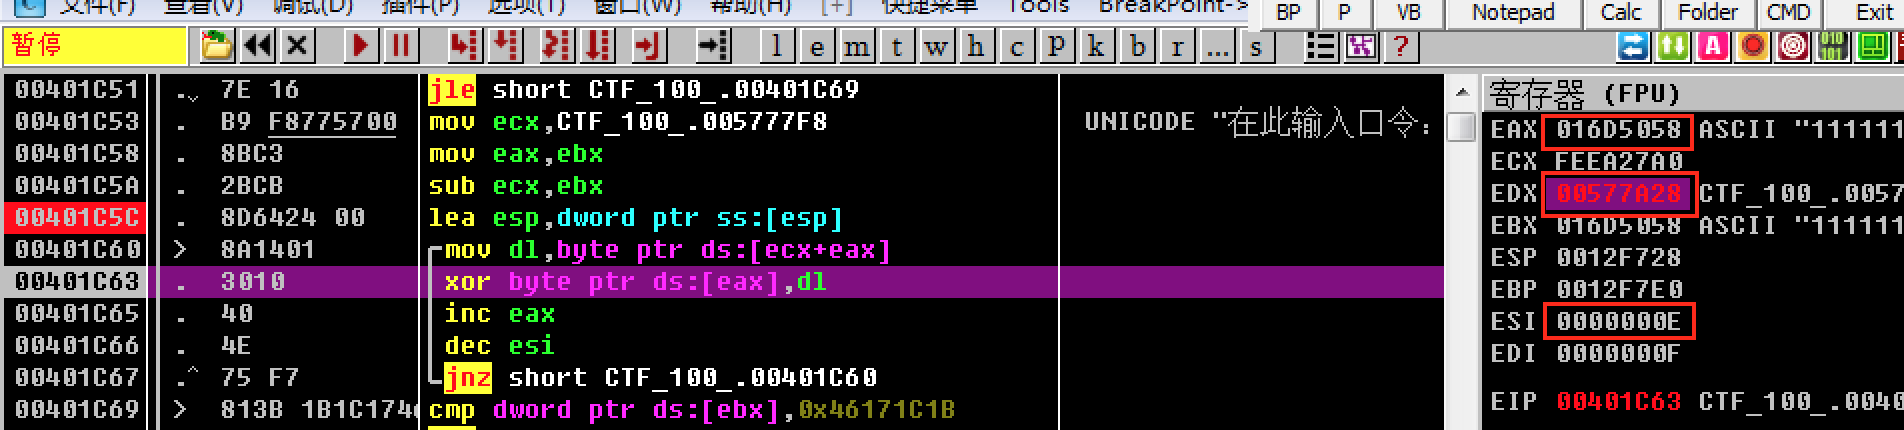 文件(F) 查看(V) 调试(D) 插件(P) 选项(T) 窗口(W) 帮助(H) [+] 快捷菜单 Tools BreakPoint-> BP P VB Notepad Calc Folder CMD Exit
暂停 l e m t w h c p k b r ... s ?
00401C51 . 7E 16 jle short CTF_100_.00401C69
00401C53 . B9 F8775700 mov ecx,CTF_100_.005777F8 UNICODE "在此输入口令:
00401C58 . 8BC3 mov eax,ebx
00401C5A . 2BCB sub ecx,ebx
00401C5C . 8D6424 00 lea esp,dword ptr ss:[esp]
00401C60 > 8A1401 mov dl,byte ptr ds:[ecx+eax]
00401C63 . 3010 xor byte ptr ds:[eax],dl
00401C65 . 40 inc eax
00401C66 . 4E dec esi
00401C67 .^ 75 F7 jnz short CTF_100_.00401C60
00401C69 > 813B 1B1C174 cmp dword ptr ds:[ebx],0x46171C1B
寄存器 (FPU)
EAX 016D5058 ASCII "111111
ECX FEEA27A0
EDX 00577A28 CTF_100_.0057
EBX 016D5058 ASCII "111111
ESP 0012F728
EBP 0012F7E0
ESI 0000000E
EDI 0000000F
EIP 00401C63 CTF_100_.0040